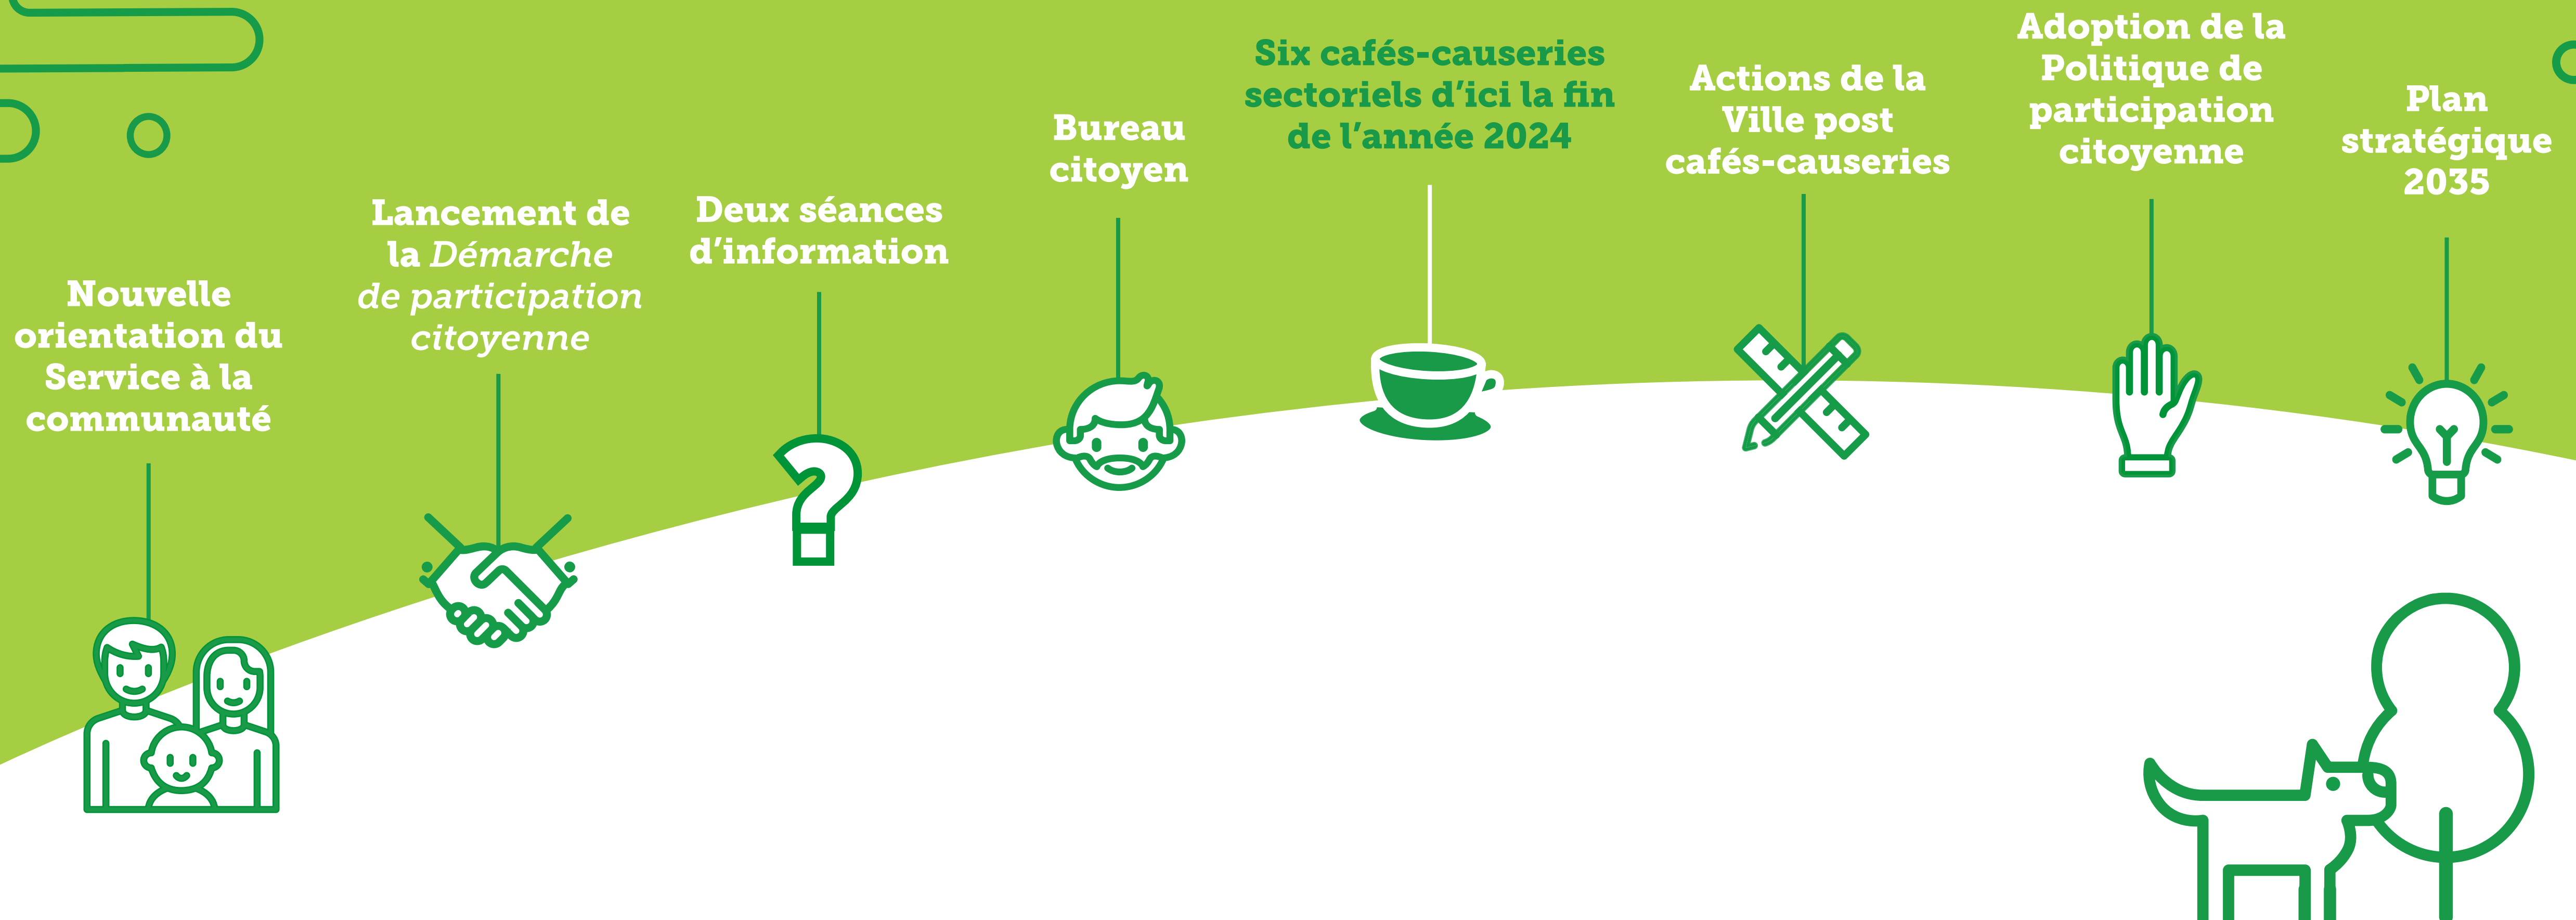 Nouvelle
orientation du
Service à la
communauté
Lancement de
la Démarche
de participation
citoyenne
Deux séances
d’information
Bureau
citoyen
Six cafés-causeries
sectoriels d’ici la fin
de l’année 2024
Actions de la
Ville post
cafés-causeries
Adoption de la
Politique de
participation
citoyenne
Plan
stratégique
2035